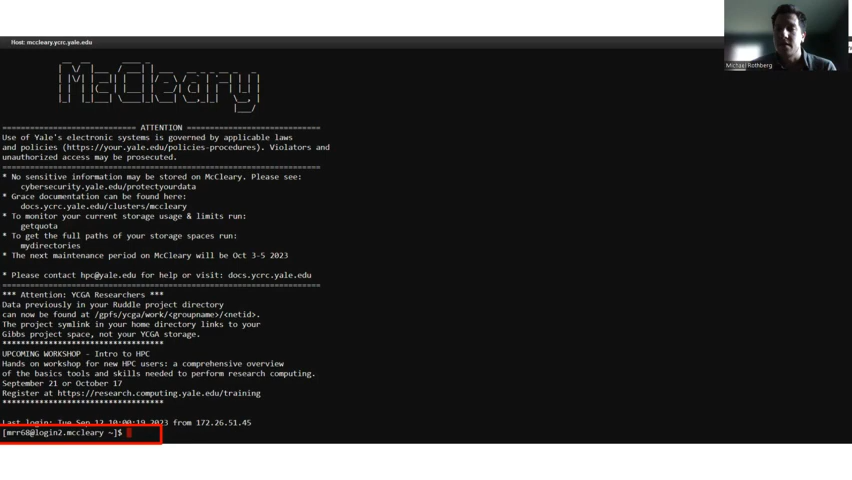 Host: mccleary.ycrc.yale.edu
Michael Rothberg
McCleary
============================ ATTENTION =============================
Use of Yale's electronic systems is governed by applicable laws
and policies (https://your.yale.edu/policies-procedures). Violators and
unauthorized access may be prosecuted.
=====================================================================
* No sensitive information may be stored on McCleary. Please see:
cybersecurity.yale.edu/protectyourdata
* Grace documentation can be found here:
docs.ycrc.yale.edu/clusters/mccleary
* To monitor your current storage usage & limits run:
getquota
* To get the full paths of your storage spaces run:
mydirectories
* The next maintenance period on McCleary will be Oct 3-5 2023
* Please contact hpc@yale.edu for help or visit: docs.ycrc.yale.edu
=====================================================================
*** Attention: YCGA Researchers ***
Data previously in your Ruddle project directory
can now be found at /gpfs/ycga/work/<groupname>/<netid>.
The project symlink in your home directory links to your
Gibbs project space, not your YCGA storage.
***********************************
UPCOMING WORKSHOP - Intro to HPC
Hands on workshop for new HPC users: a comprehensive overview
of the basics tools and skills needed to perform research computing.
September 21 or October 17
Register at https://research.computing.yale.edu/training
***********************************
Last login: Tue Sep 12 10:00:19 2023 from 172.26.51.45
[mrr68@login2.mccleary ~]$